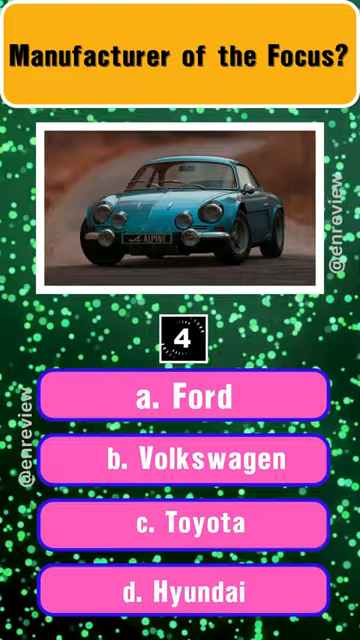 Manufacturer of the Focus?
ALPINE
@enreview
4
a. Ford
@enreview
b. Volkswagen
c. Toyota
d. Hyundai